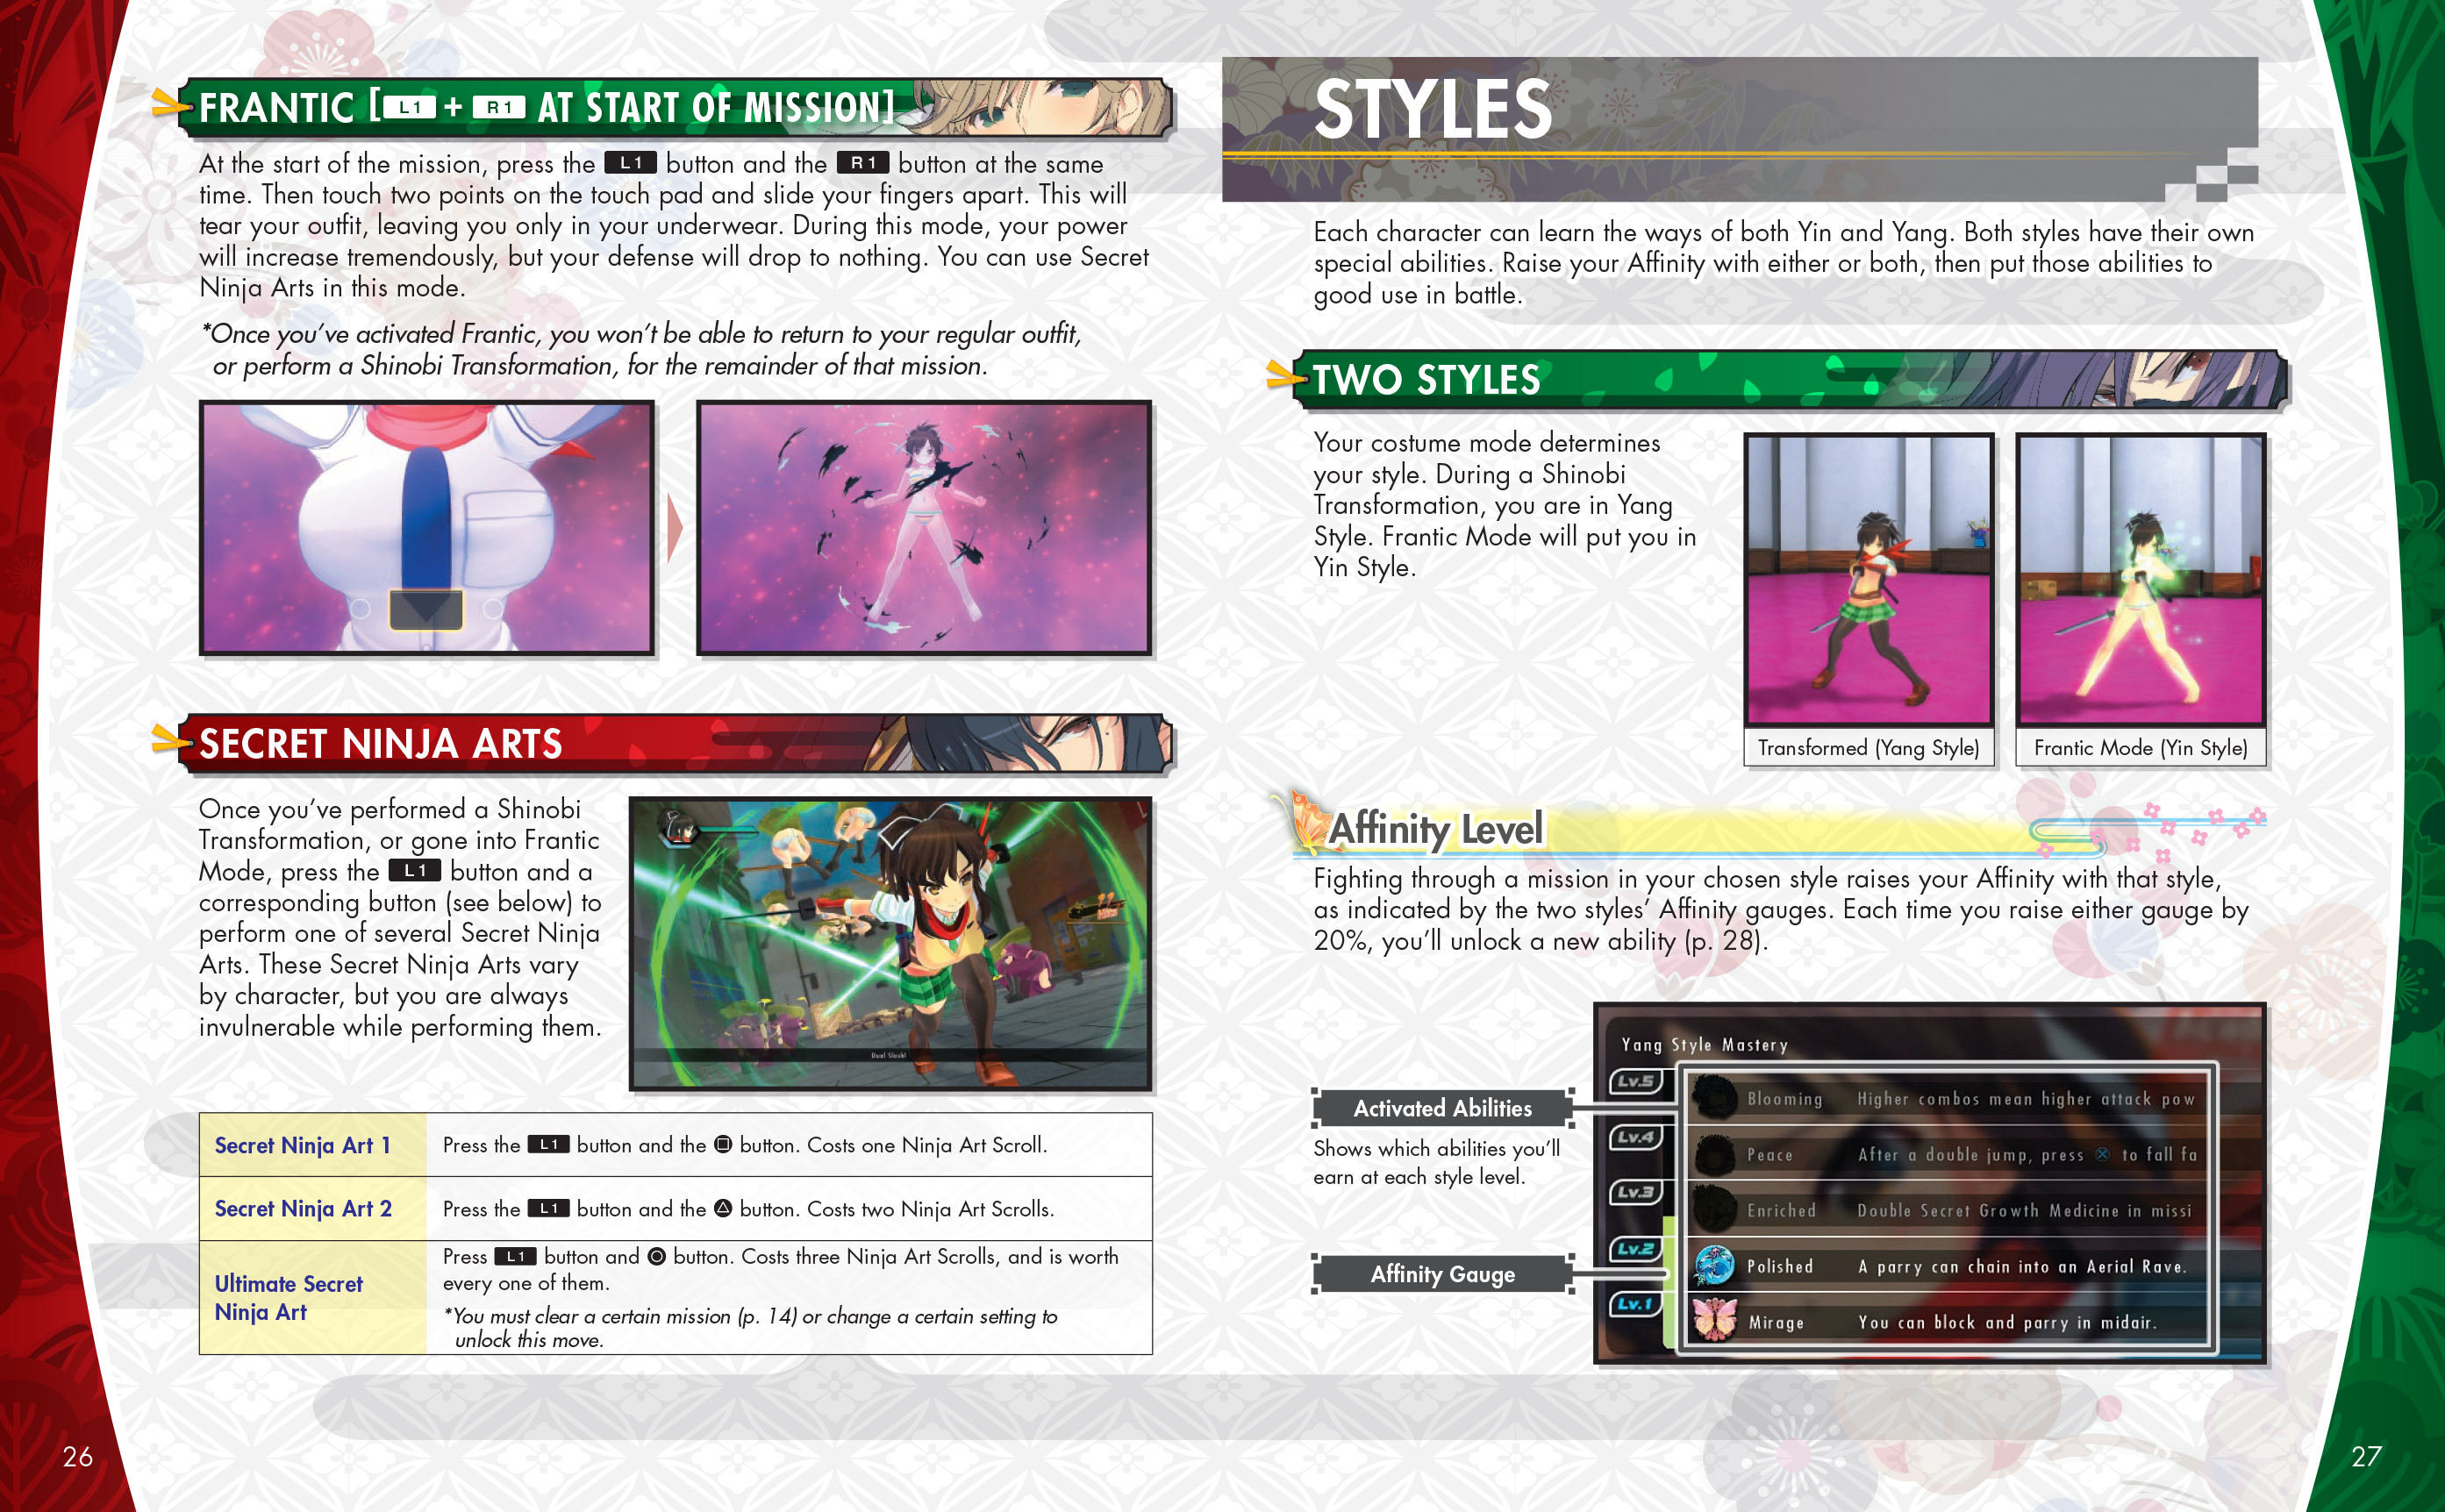 FRANTIC [L1 + R1 AT START OF MISSION]
At the start of the mission, press the L1 button and the R1 button at the same
time. Then touch two points on the touch pad and slide your fingers apart. This will
tear your outfit, leaving you only in your underwear. During this mode, your power
will increase tremendously, but your defense will drop to nothing. You can use Secret
Ninja Arts in this mode.
*Once you've activated Frantic, you won't be able to return to your regular outfit,
or perform a Shinobi Transformation, for the remainder of that mission.
SECRET NINJA ARTS
Once you've performed a Shinobi
Transformation, or gone into Frantic
Mode, press the L1 button and a
corresponding button (see below) to
perform one of several Secret Ninja
Arts. These Secret Ninja Arts vary
by character, but you are always
invulnerable while performing them.
Dual Slash!
Secret Ninja Art 1
Press the L1 button and the □ button. Costs one Ninja Art Scroll.
Secret Ninja Art 2
Press the L1 button and the △ button. Costs two Ninja Art Scrolls.
Ultimate Secret
Ninja Art
Press L1 button and ○ button. Costs three Ninja Art Scrolls, and is worth
every one of them.
*You must clear a certain mission (p. 14) or change a certain setting to
unlock this move.
26
STYLES
Each character can learn the ways of both Yin and Yang. Both styles have their own
special abilities. Raise your Affinity with either or both, then put those abilities to
good use in battle.
TWO STYLES
Your costume mode determines
your style. During a Shinobi
Transformation, you are in Yang
Style. Frantic Mode will put you in
Yin Style.
Transformed (Yang Style)
Frantic Mode (Yin Style)
Affinity Level
Fighting through a mission in your chosen style raises your Affinity with that style,
as indicated by the two styles' Affinity gauges. Each time you raise either gauge by
20%, you'll unlock a new ability (p. 28).
Activated Abilities
Shows which abilities you'll
earn at each style level.
Affinity Gauge
Yang Style Mastery
Lv.5 Blooming Higher combos mean higher attack pow
Lv.4 Peace After a double jump, press ✕ to fall fa
Lv.3 Enriched Double Secret Growth Medicine in missi
Lv.2 Polished A parry can chain into an Aerial Rave.
Lv.1 Mirage You can block and parry in midair.
27